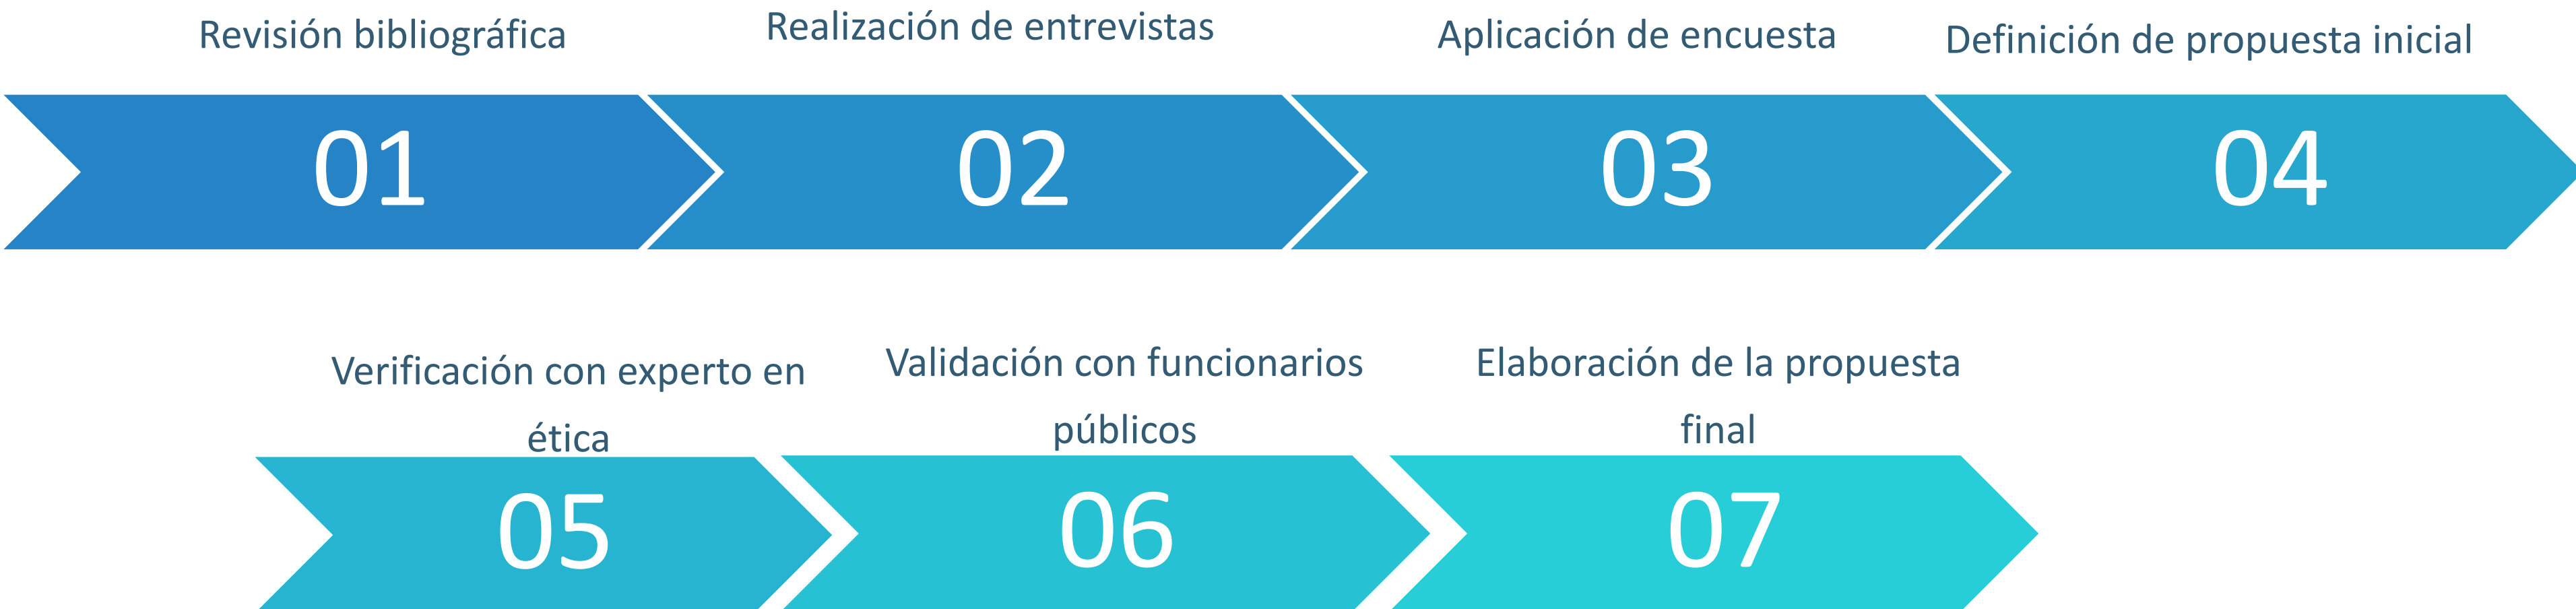 Revisión bibliográfica
Realización de entrevistas
Aplicación de encuesta
Definición de propuesta inicial
01
02
03
04
Verificación con experto en
ética
Validación con funcionarios
públicos
Elaboración de la propuesta
final
05
06
07